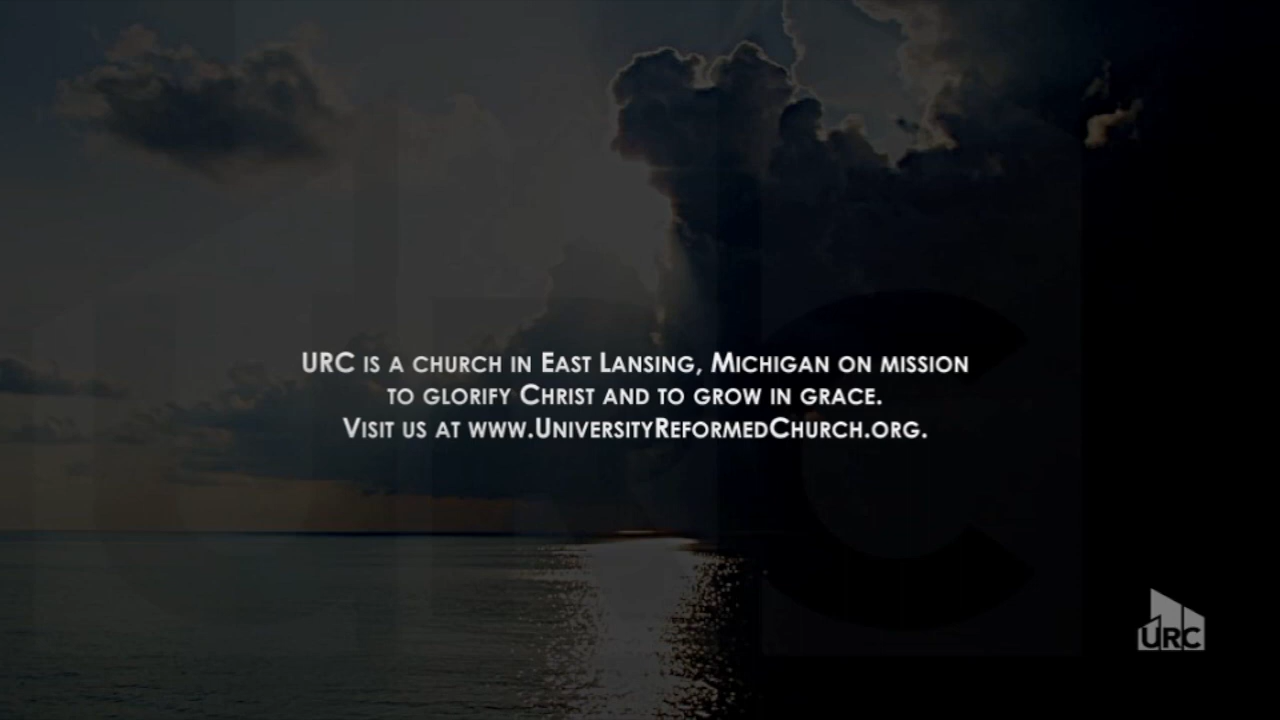 URC is a church in East Lansing, Michigan on mission
to glorify Christ and to grow in grace.
Visit us at www.UniversityReformedChurch.org.
URC